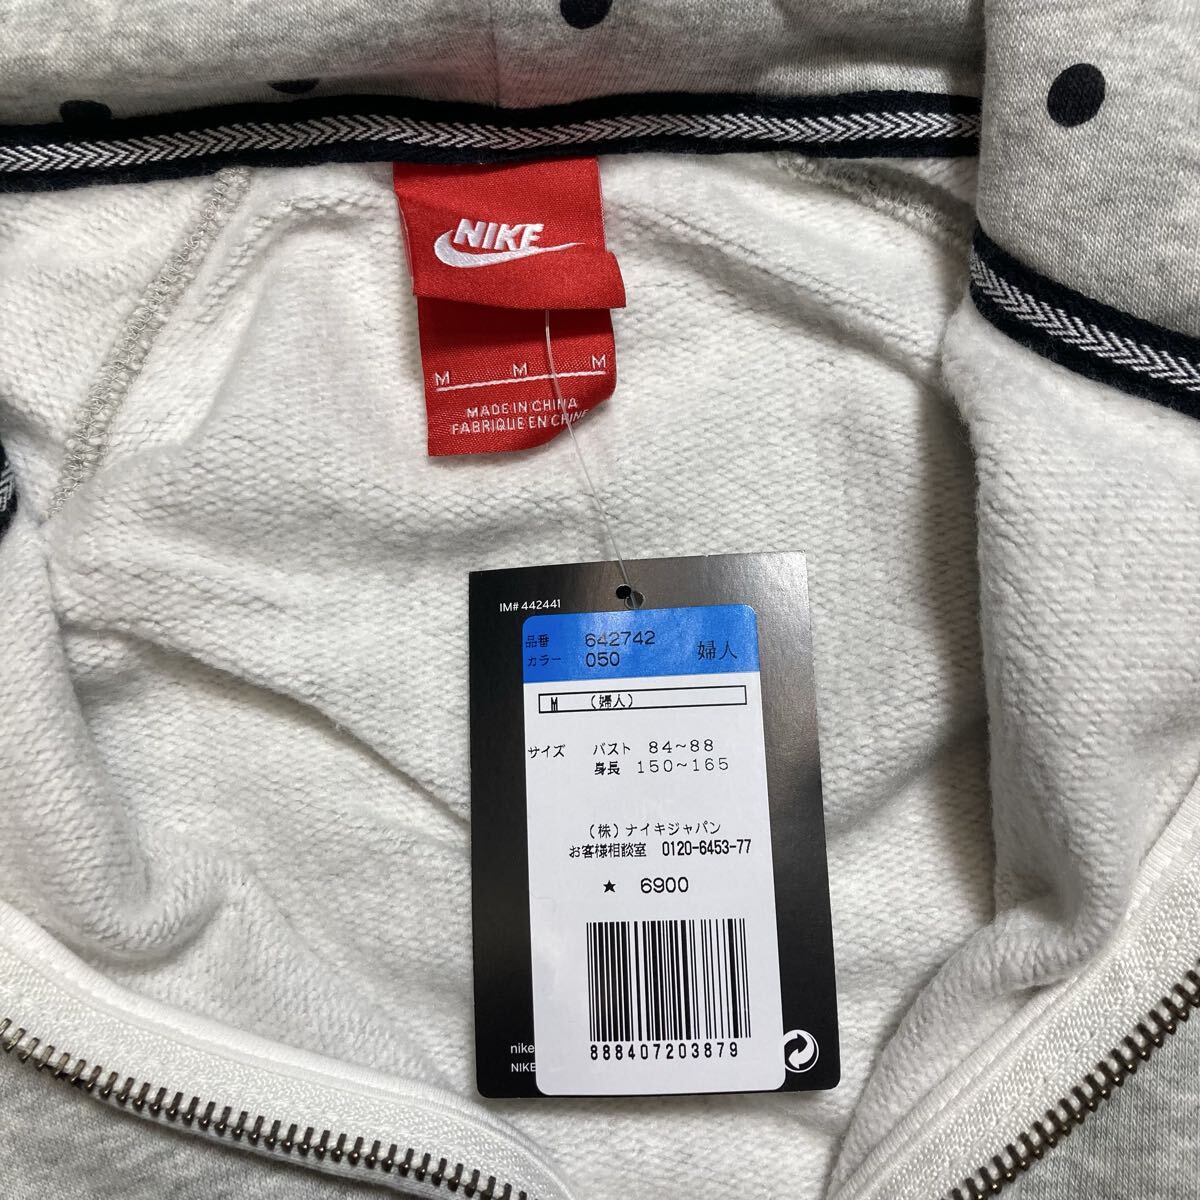 NIKE
M M M
MADE IN CHINA
FABRIQUE EN CHINE
IM# 442441
品番 642742
カラー 050 婦人
M (婦人)
サイズ バスト 84~88
身長 150~165
(株)ナイキジャパン
お客様相談室 0120-6453-77
★ 6900
888407203879
nike
NIKE